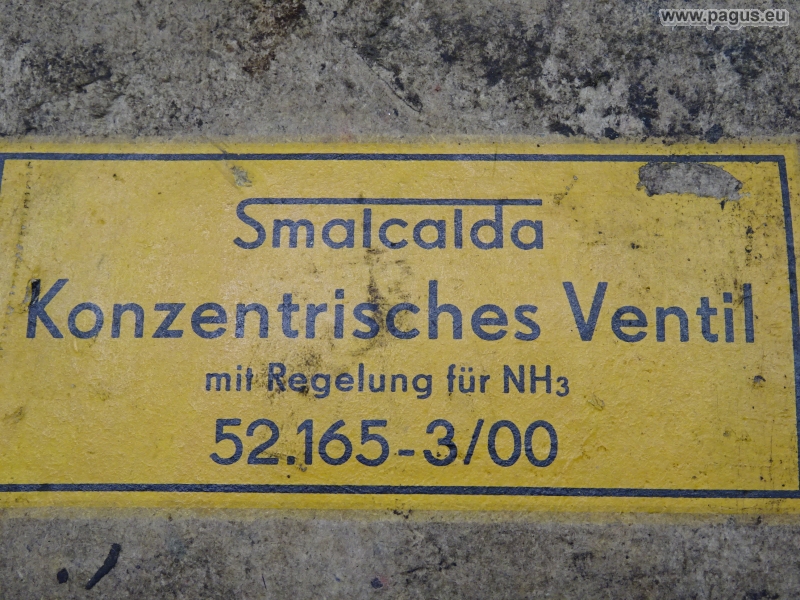 www.pagus.eu
Smalcalda
Konzentrisches Ventil
mit Regelung für NH₃
52.165-3/00